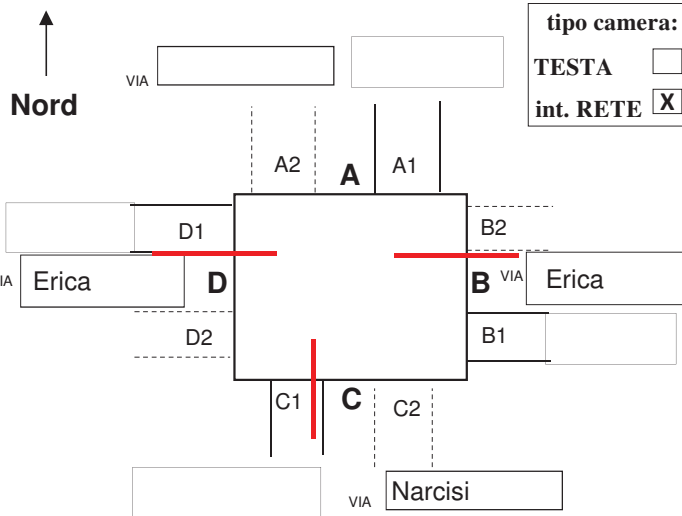 tipo camera:
TESTA
int. RETE X
Nord
VIA
A2
A
A1
D1
B2
VIA Erica
D
B
VIA Erica
D2
B1
C1
C
C2
VIA Narcisi